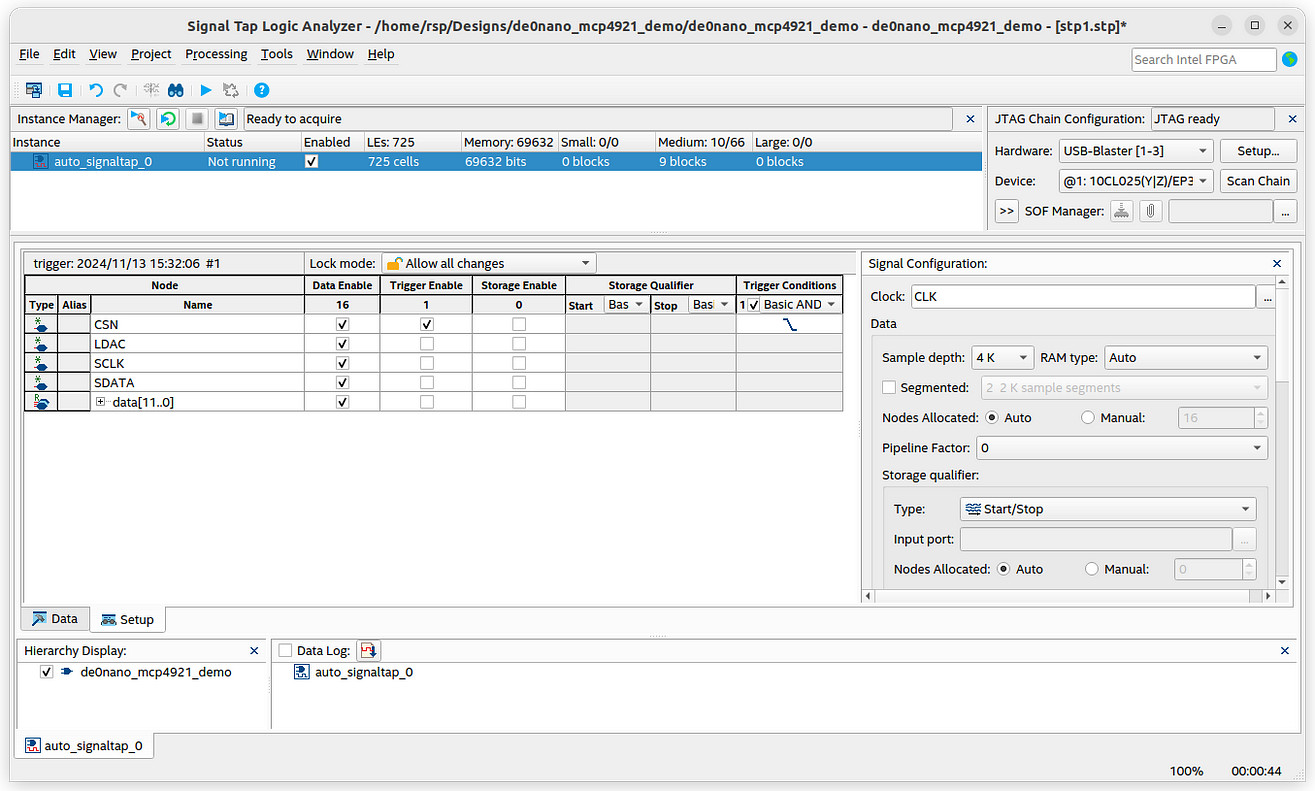 Signal Tap Logic Analyzer - /home/rsp/Designs/de0nano_mcp4921_demo/de0nano_mcp4921_demo - de0nano_mcp4921_demo - [stp1.stp]*
File Edit View Project Processing Tools Window Help
Search Intel FPGA
Instance Manager: Ready to acquire
Instance Status Enabled LEs: 725 Memory: 69632 Small: 0/0 Medium: 10/66 Large: 0/0
auto_signaltap_0 Not running 725 cells 69632 bits 0 blocks 9 blocks 0 blocks
JTAG Chain Configuration: JTAG ready
Hardware: USB-Blaster [1-3] Setup...
Device: @1: 10CL025(Y|Z)/EP3 Scan Chain
>> SOF Manager: ...
trigger: 2024/11/13 15:32:06 #1 Lock mode: Allow all changes
Node Data Enable Trigger Enable Storage Enable Storage Qualifier Trigger Conditions
Type Alias Name 16 1 0 Start Bas Stop Bas 1 Basic AND
CSN
LDAC
SCLK
SDATA
data[11..0]
Signal Configuration:
Clock: CLK ...
Data
Sample depth: 4 K RAM type: Auto
Segmented: 2 2 K sample segments
Nodes Allocated: Auto Manual: 16
Pipeline Factor: 0
Storage qualifier:
Type: Start/Stop
Input port: ...
Nodes Allocated: Auto Manual: 0
Data Setup
Hierarchy Display:
de0nano_mcp4921_demo
Data Log:
auto_signaltap_0
auto_signaltap_0
100% 00:00:44